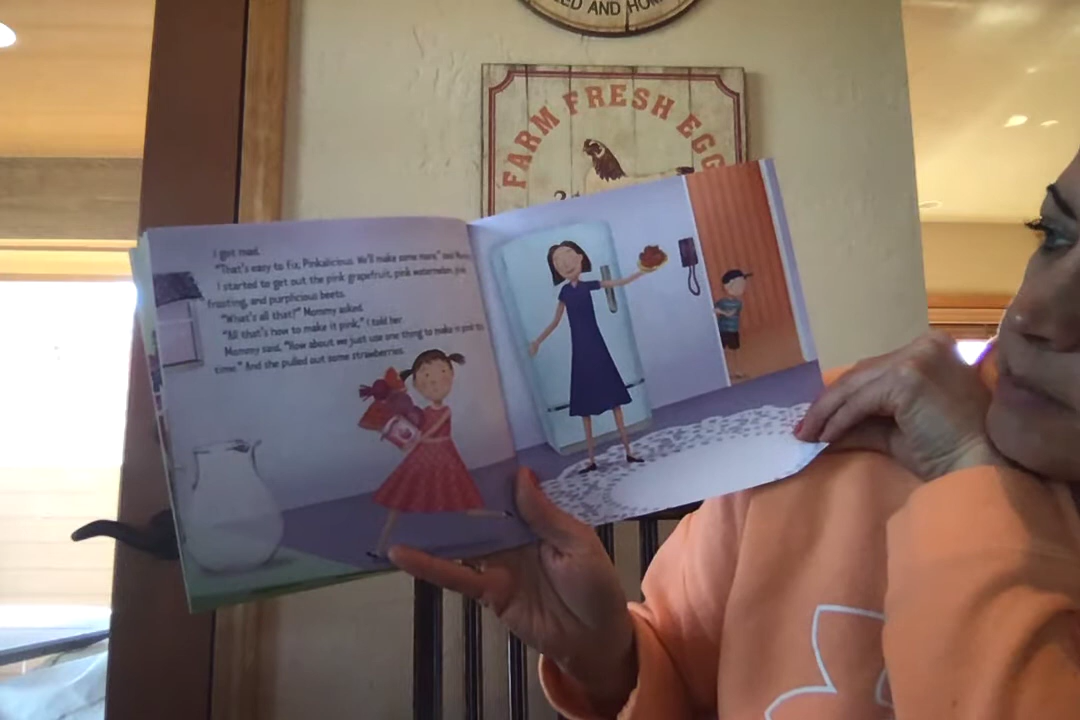 ED AND HOM
FARM FRESH EGG
I got mad.
"That's easy to fix, Pinkalicious. We'll make some more," said Mommy.
I started to get out the pink grapefruit, pink watermelon, pink
frosting, and purplicious beets.
"What's all that?" Mommy asked.
"All that's how to make it pink," I told her.
Mommy said, "How about we just use one thing to make it pink this
time." And she pulled out some strawberries.